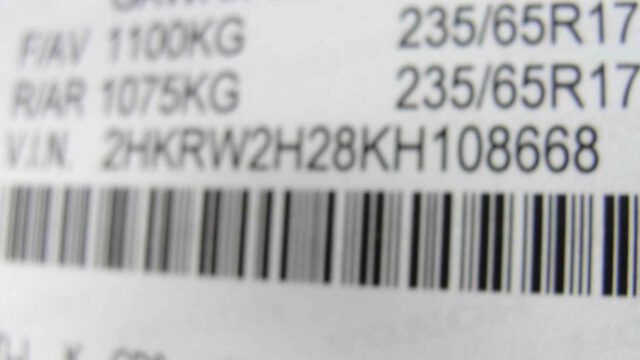 F/AV 1100KG 235/65R17
R/AR 1075KG 235/65R17
V.I.N. 2HKRW2H28KH108668